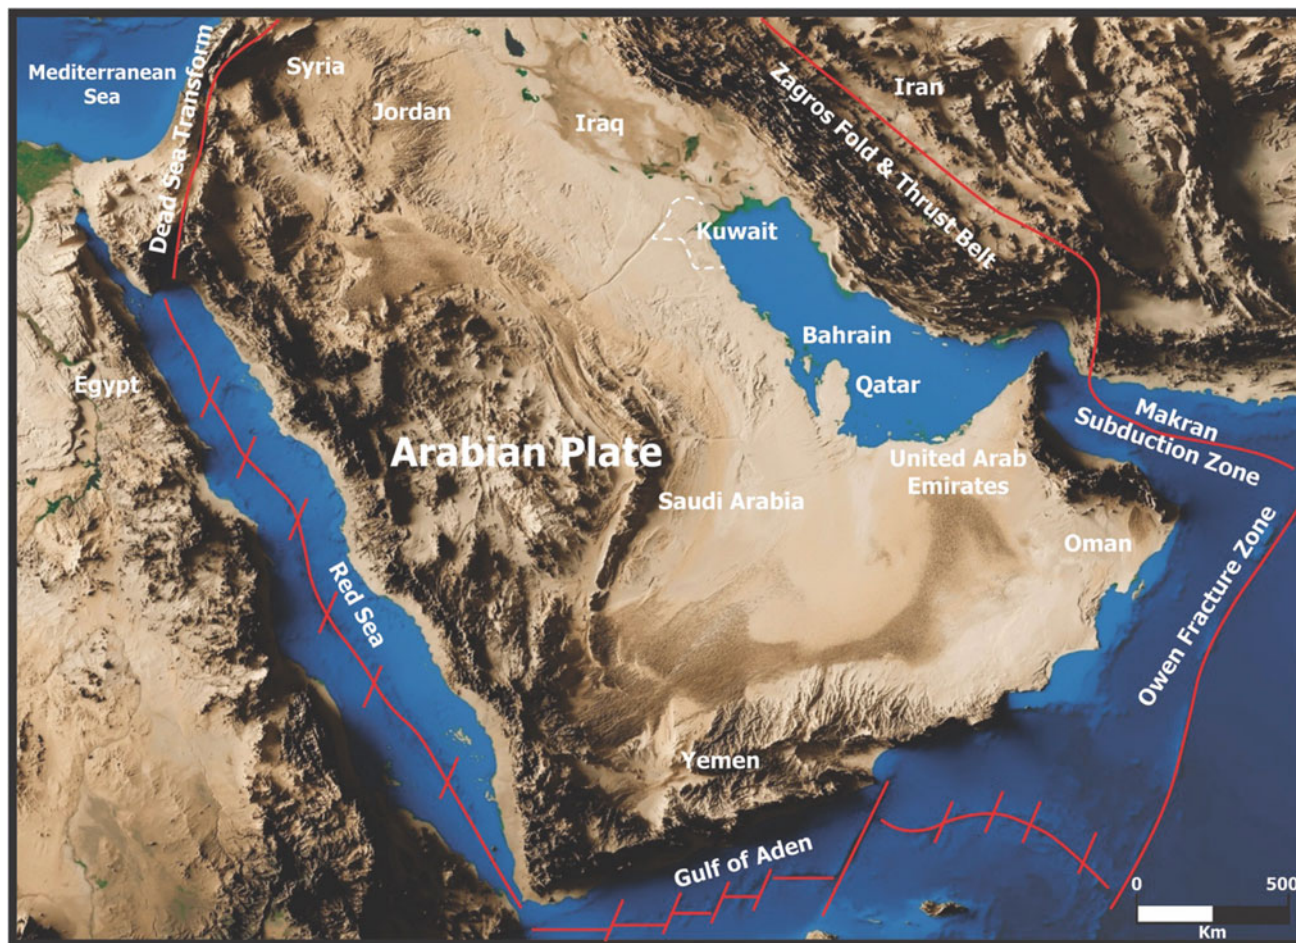 Mediterranean
Sea
Dead Sea Transform
Syria
Jordan
Iraq
Iran
Zagros Fold & Thrust Belt
Kuwait
Bahrain
Qatar
Egypt
Arabian Plate
Saudi Arabia
United Arab
Emirates
Makran
Subduction Zone
Oman
Owen Fracture Zone
Red Sea
Yemen
Gulf of Aden
0 500
Km